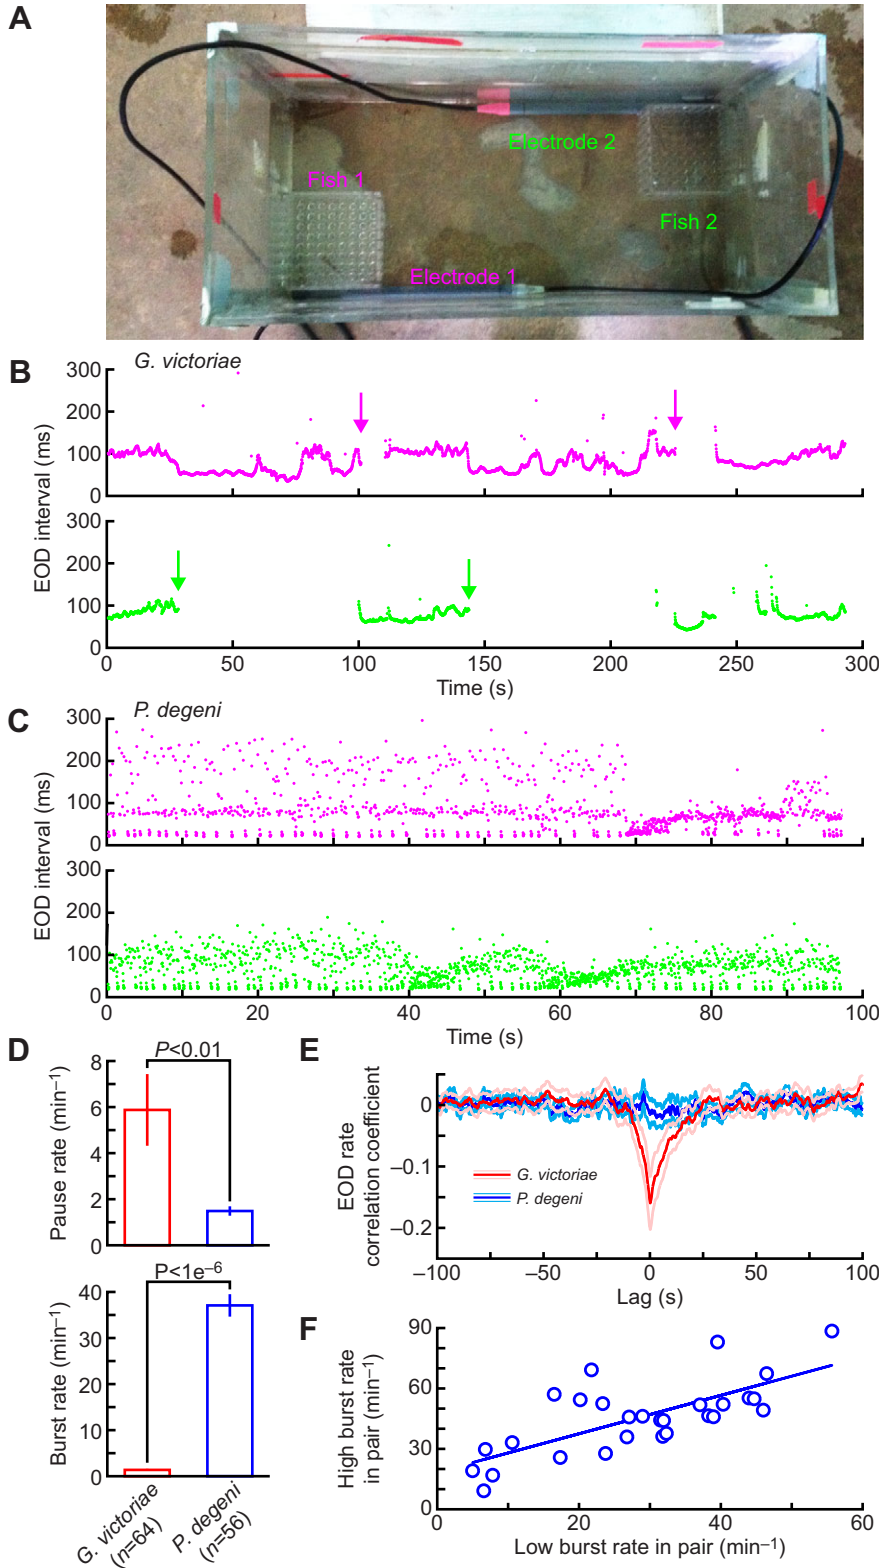 A
Electrode 2
Fish 1
Fish 2
Electrode 1
B
G. victoriae
300
200
100
0
EOD interval (ms)
300
200
100
0
0 50 100 150 200 250 300
Time (s)
C
P. degeni
300
200
100
0
EOD interval (ms)
300
200
100
0
0 20 40 60 80 100
Time (s)
D
P<0.01
8
6
4
2
0
Pause rate (min–1)
P<1e–6
40
30
20
10
0
Burst rate (min–1)
G. victoriae
(n=64)
P. degeni
(n=56)
E
EOD rate
correlation coefficient
0
–0.1
–0.2
G. victoriae
P. degeni
–100 –50 0 50 100
Lag (s)
F
High burst rate
in pair (min–1)
90
60
30
0
0 20 40 60
Low burst rate in pair (min–1)